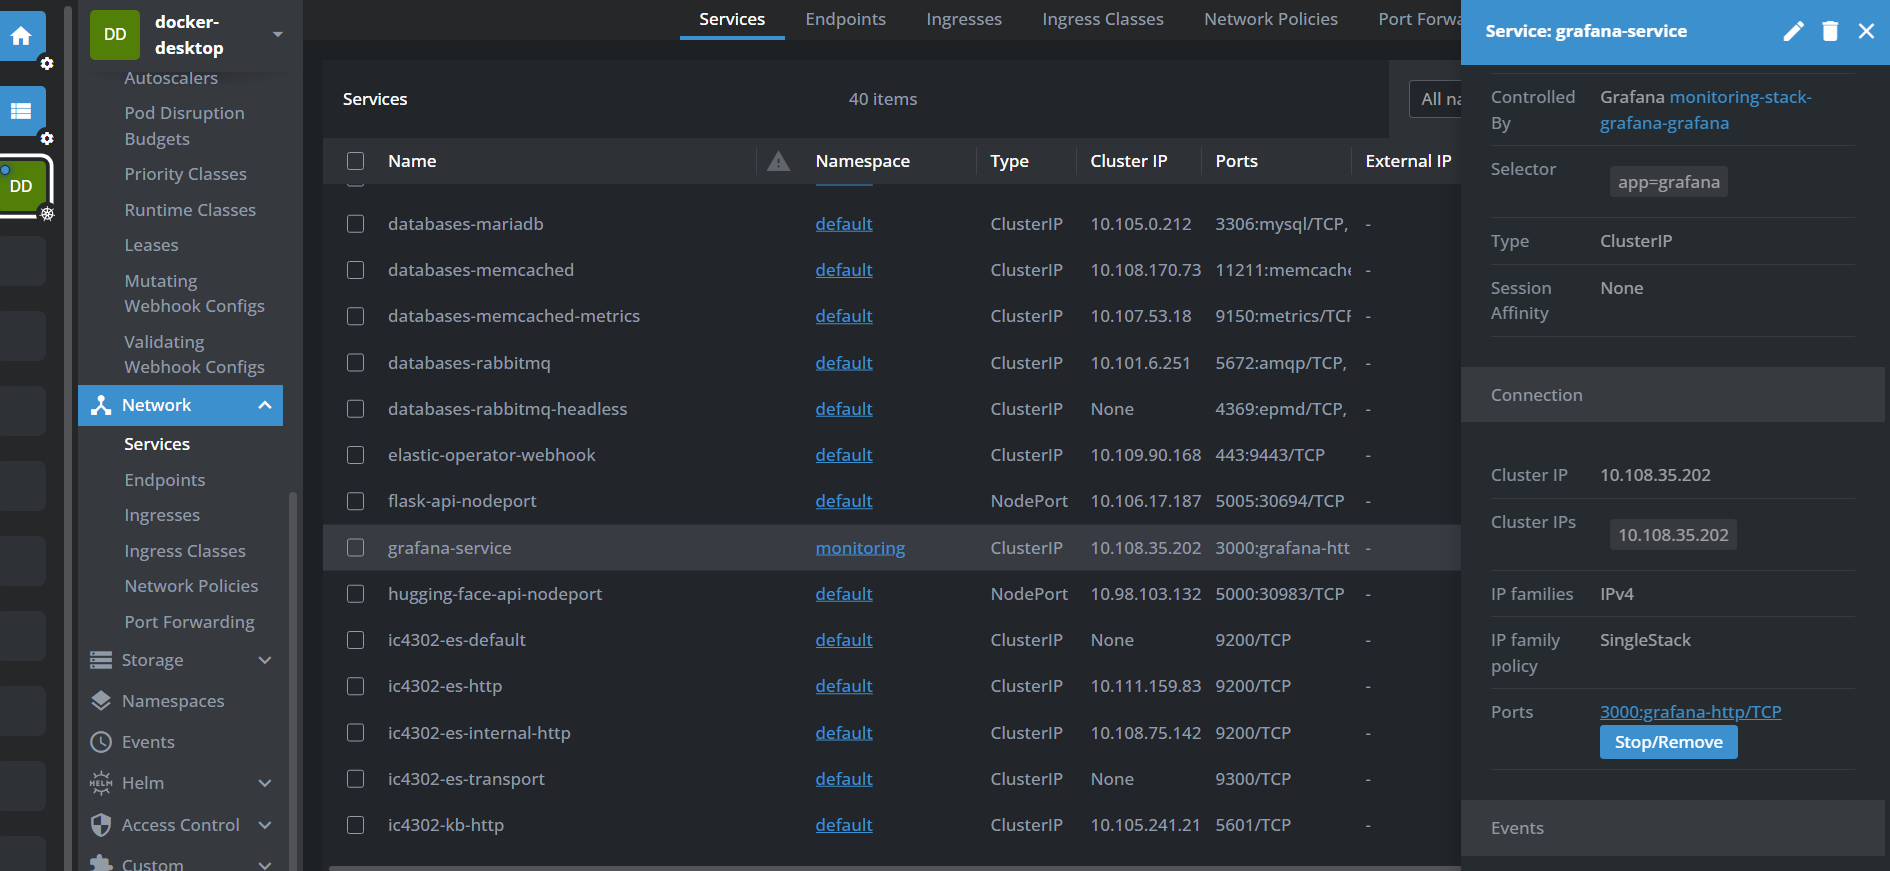 DD
docker-
desktop
DD
Autoscalers
Pod Disruption
Budgets
Priority Classes
Runtime Classes
Leases
Mutating
Webhook Configs
Validating
Webhook Configs
Network
Services
Endpoints
Ingresses
Ingress Classes
Network Policies
Port Forwarding
Storage
Namespaces
Events
HELM Helm
Access Control
Custom
Services Endpoints Ingresses Ingress Classes Network Policies Port Forwa
Services 40 items All na
Name Namespace Type Cluster IP Ports External IP
databases-mariadb default ClusterIP 10.105.0.212 3306:mysql/TCP, -
databases-memcached default ClusterIP 10.108.170.73 11211:memcache -
databases-memcached-metrics default ClusterIP 10.107.53.18 9150:metrics/TCP -
databases-rabbitmq default ClusterIP 10.101.6.251 5672:amqp/TCP, -
databases-rabbitmq-headless default ClusterIP None 4369:epmd/TCP, -
elastic-operator-webhook default ClusterIP 10.109.90.168 443:9443/TCP -
flask-api-nodeport default NodePort 10.106.17.187 5005:30694/TCP -
grafana-service monitoring ClusterIP 10.108.35.202 3000:grafana-htt -
hugging-face-api-nodeport default NodePort 10.98.103.132 5000:30983/TCP -
ic4302-es-default default ClusterIP None 9200/TCP -
ic4302-es-http default ClusterIP 10.111.159.83 9200/TCP -
ic4302-es-internal-http default ClusterIP 10.108.75.142 9200/TCP -
ic4302-es-transport default ClusterIP None 9300/TCP -
ic4302-kb-http default ClusterIP 10.105.241.21 5601/TCP -
Service: grafana-service
Controlled By Grafana monitoring-stack-
grafana-grafana
Selector app=grafana
Type ClusterIP
Session Affinity None
Connection
Cluster IP 10.108.35.202
Cluster IPs 10.108.35.202
IP families IPv4
IP family policy SingleStack
Ports 3000:grafana-http/TCP
Stop/Remove
Events